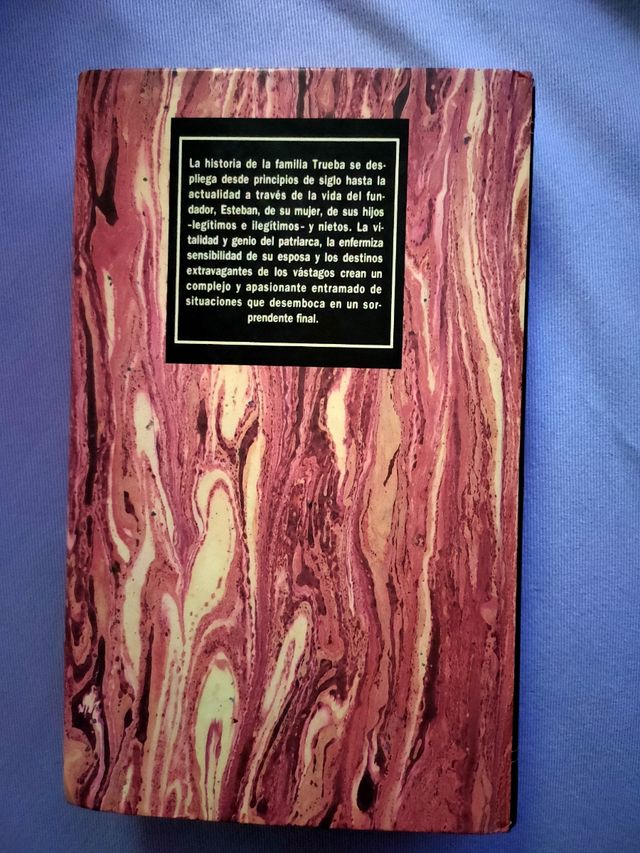 La historia de la familia Trueba se des-
pliega desde principios de siglo hasta la
actualidad a través de la vida del fun-
dador, Esteban, de su mujer, de sus hijos
-legítimos e ilegítimos- y nietos. La vi-
talidad y genio del patriarca, la enfermiza
sensibilidad de su esposa y los destinos
extravagantes de los vástagos crean un
complejo y apasionante entramado de
situaciones que desemboca en un sor-
prendente final.